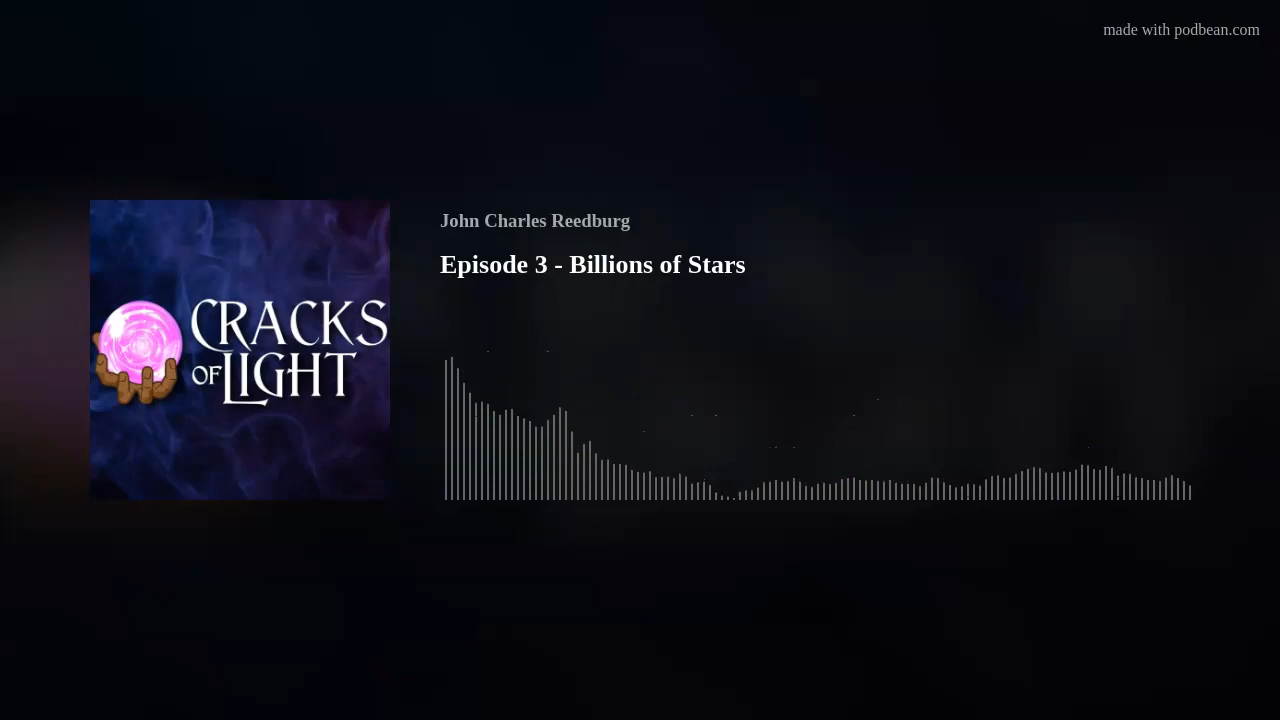 made with podbean.com
John Charles Reedburg
Episode 3 - Billions of Stars
CRACKS
OF LIGHT